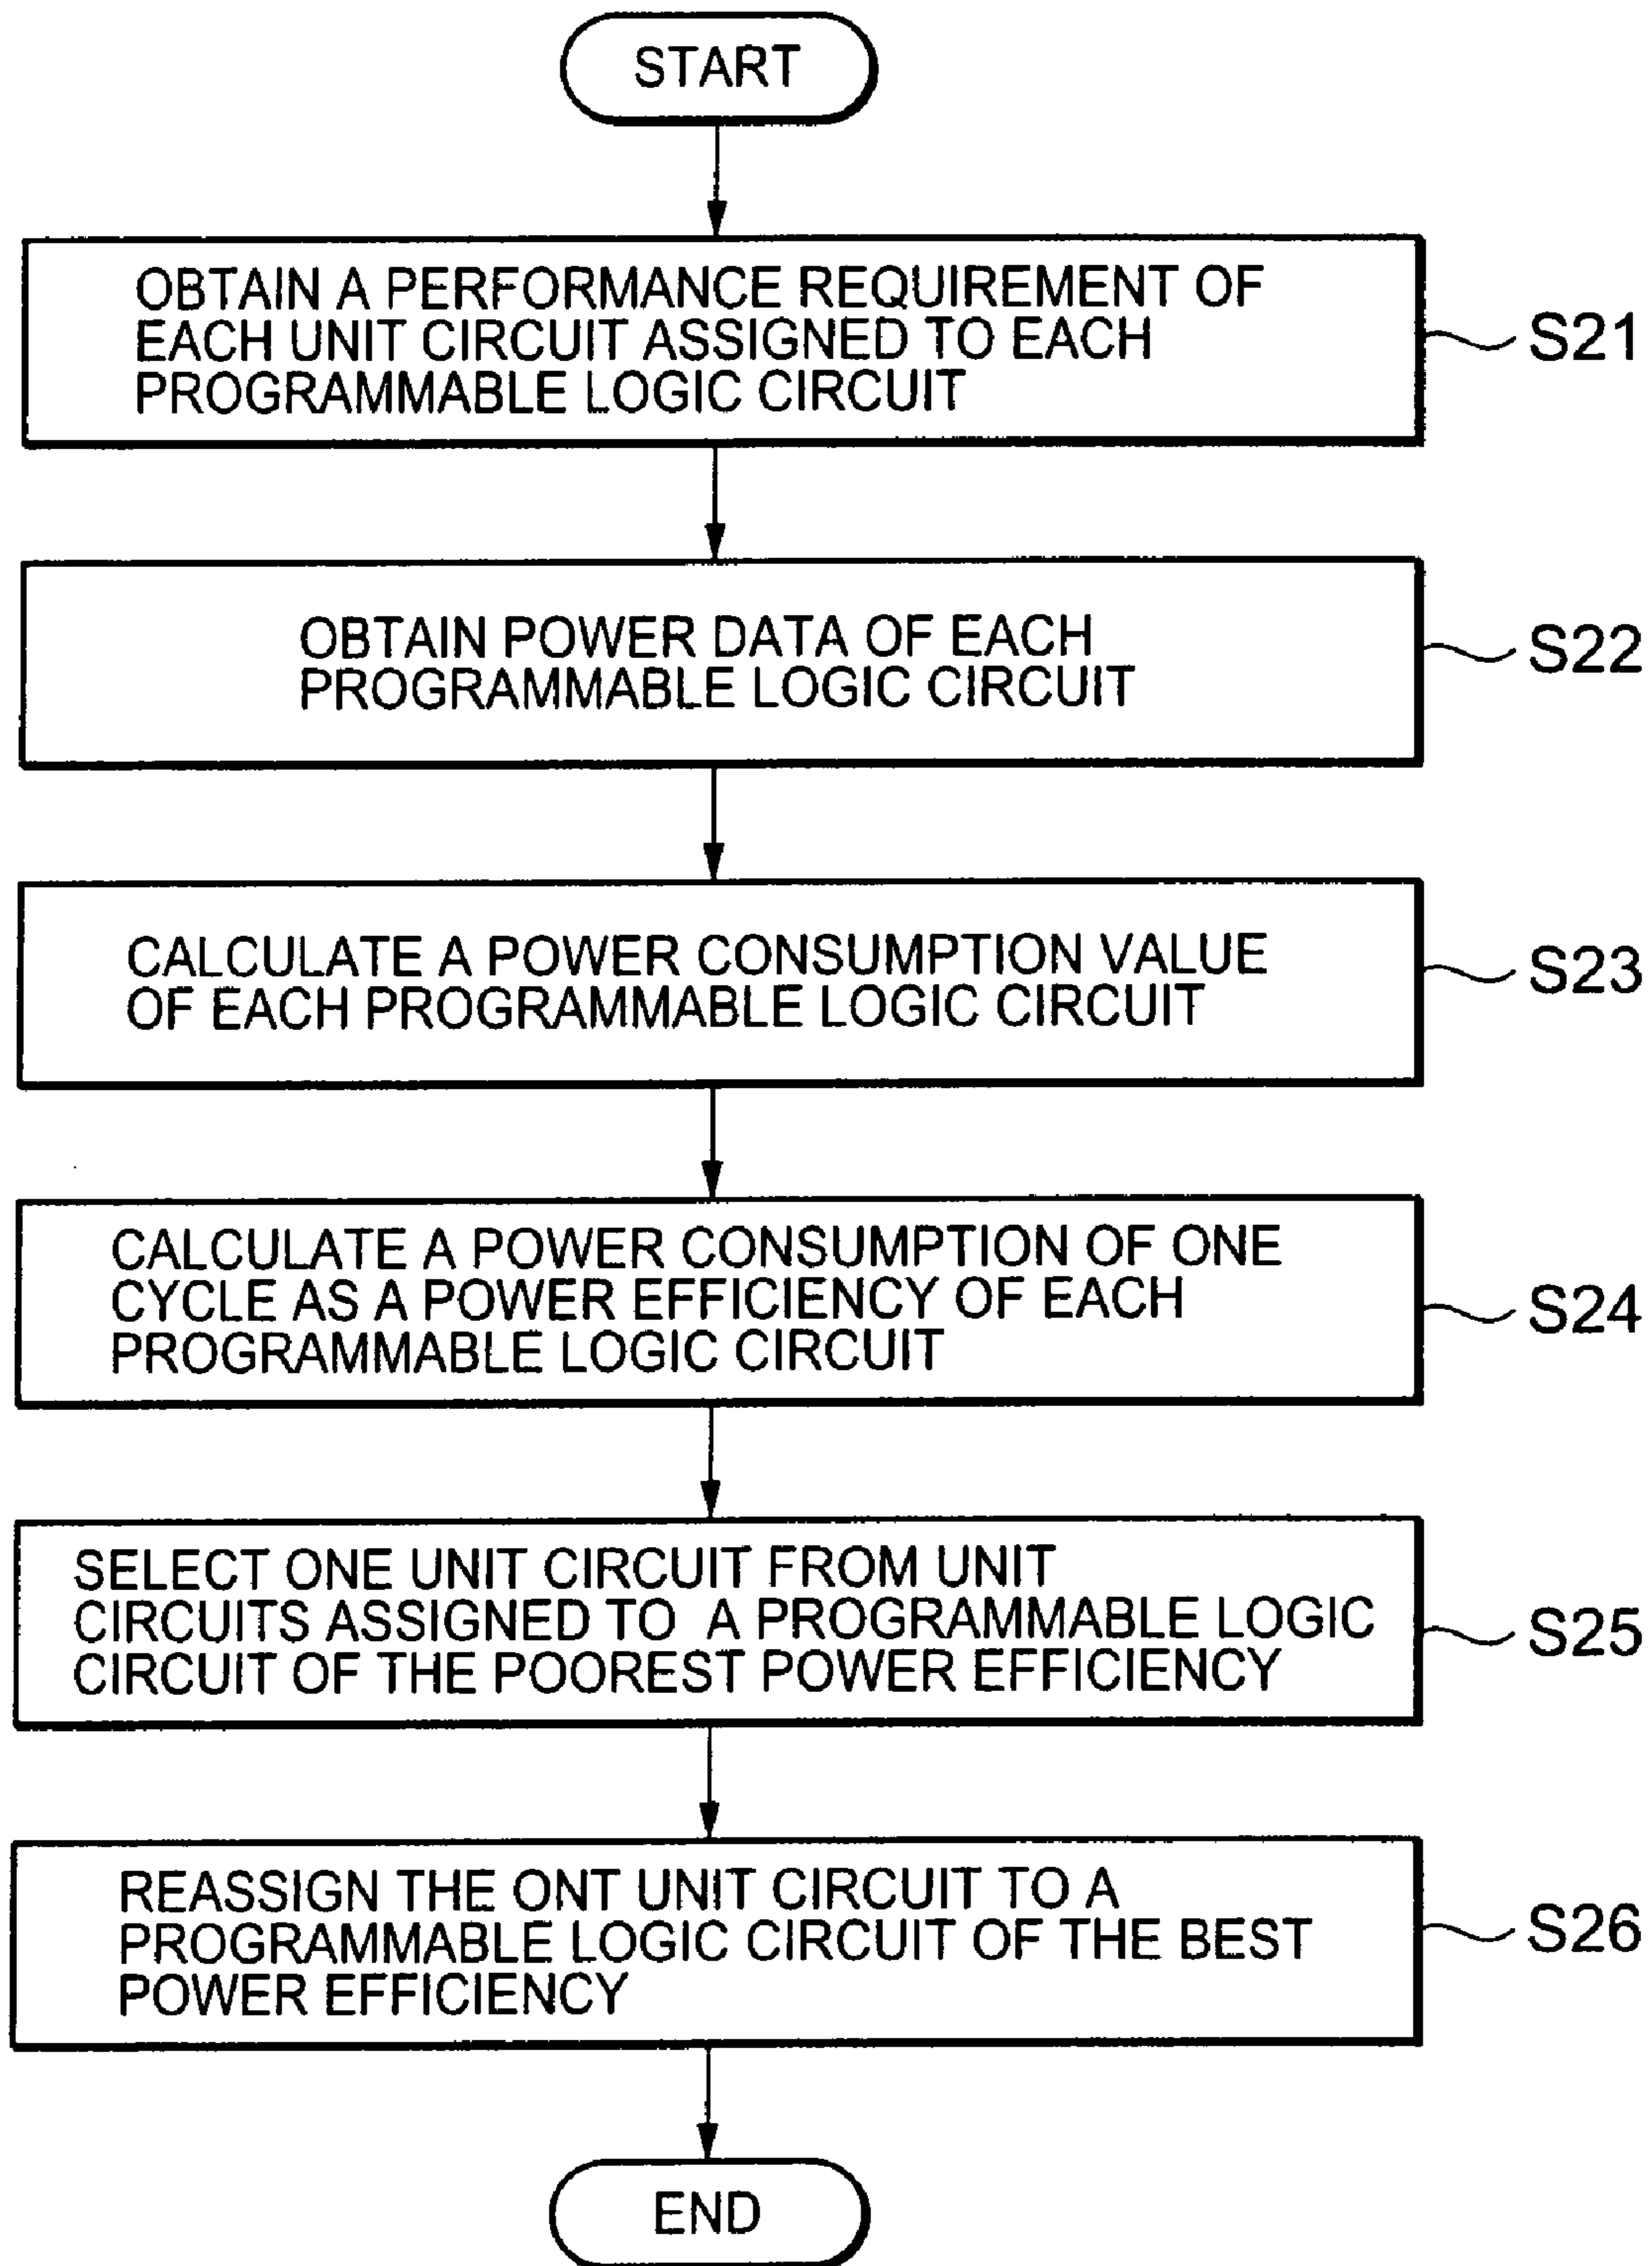 START
OBTAIN A PERFORMANCE REQUIREMENT OF
EACH UNIT CIRCUIT ASSIGNED TO EACH
PROGRAMMABLE LOGIC CIRCUIT
S21
OBTAIN POWER DATA OF EACH
PROGRAMMABLE LOGIC CIRCUIT
S22
CALCULATE A POWER CONSUMPTION VALUE
OF EACH PROGRAMMABLE LOGIC CIRCUIT
S23
CALCULATE A POWER CONSUMPTION OF ONE
CYCLE AS A POWER EFFICIENCY OF EACH
PROGRAMMABLE LOGIC CIRCUIT
S24
SELECT ONE UNIT CIRCUIT FROM UNIT
CIRCUITS ASSIGNED TO A PROGRAMMABLE LOGIC
CIRCUIT OF THE POOREST POWER EFFICIENCY
S25
REASSIGN THE ONT UNIT CIRCUIT TO A
PROGRAMMABLE LOGIC CIRCUIT OF THE BEST
POWER EFFICIENCY
S26
END